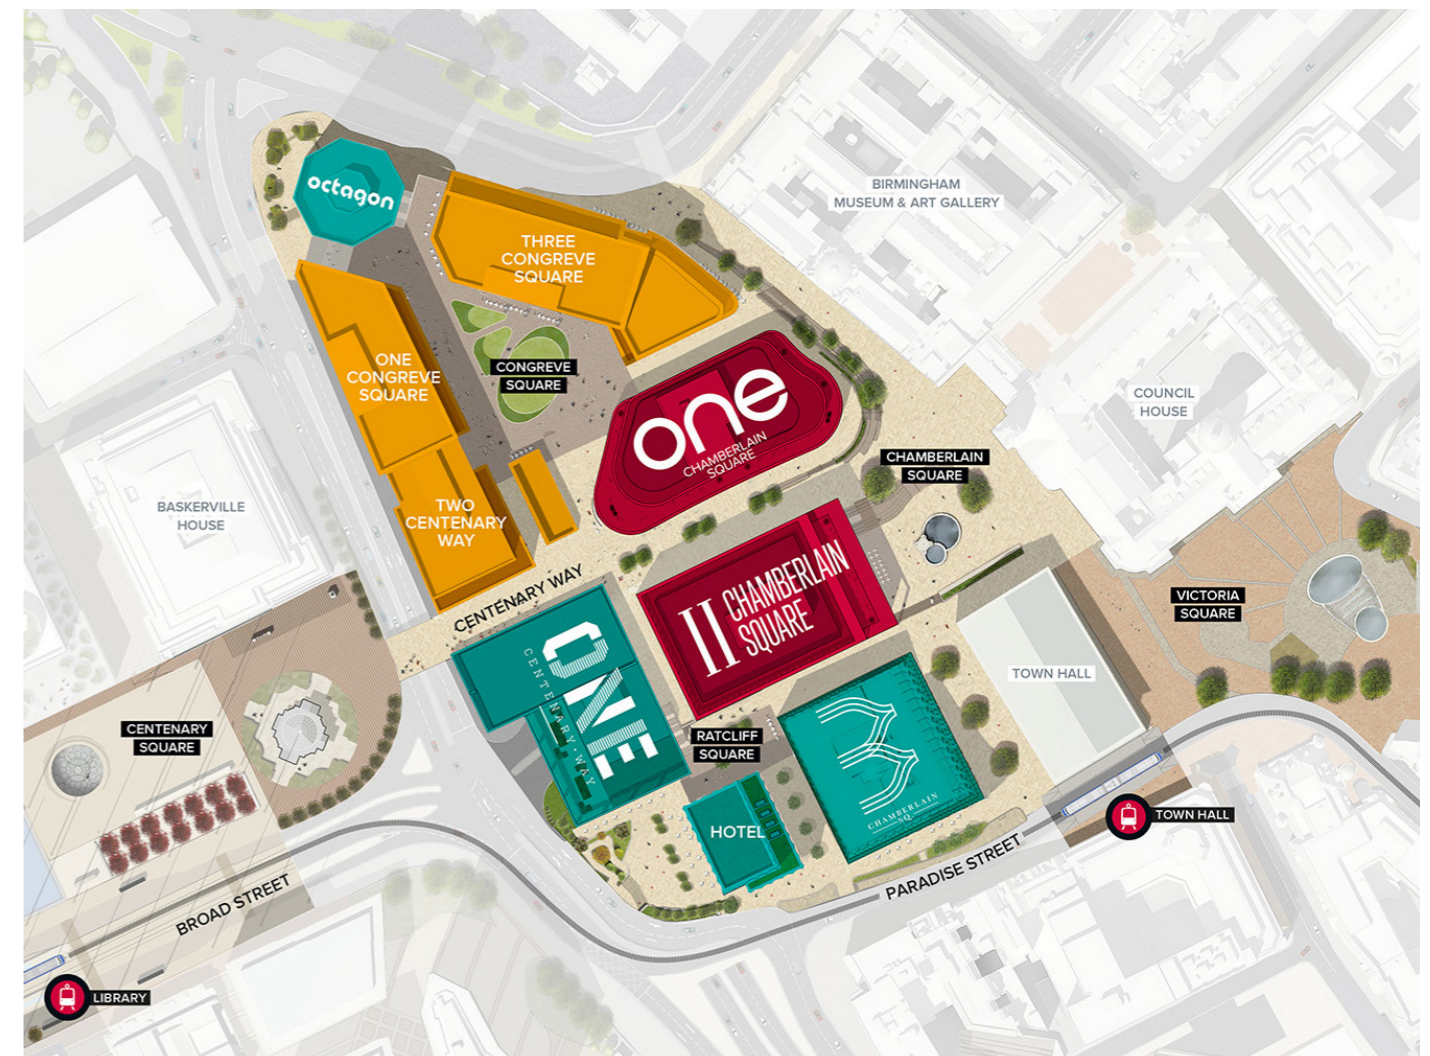 octagon
BIRMINGHAM
MUSEUM & ART GALLERY
THREE
CONGREVE
SQUARE
ONE
CONGREVE
SQUARE
CONGREVE
SQUARE
one
CHAMBERLAIN
SQUARE
COUNCIL
HOUSE
CHAMBERLAIN
SQUARE
BASKERVILLE
HOUSE
TWO
CENTENARY
WAY
CENTENARY WAY
II CHAMBERLAIN
SQUARE
VICTORIA
SQUARE
ONE
CENTENARY·WAY
TOWN HALL
CENTENARY
SQUARE
RATCLIFF
SQUARE
3
CHAMBERLAIN
SQ
HOTEL
TOWN HALL
PARADISE STREET
BROAD STREET
LIBRARY